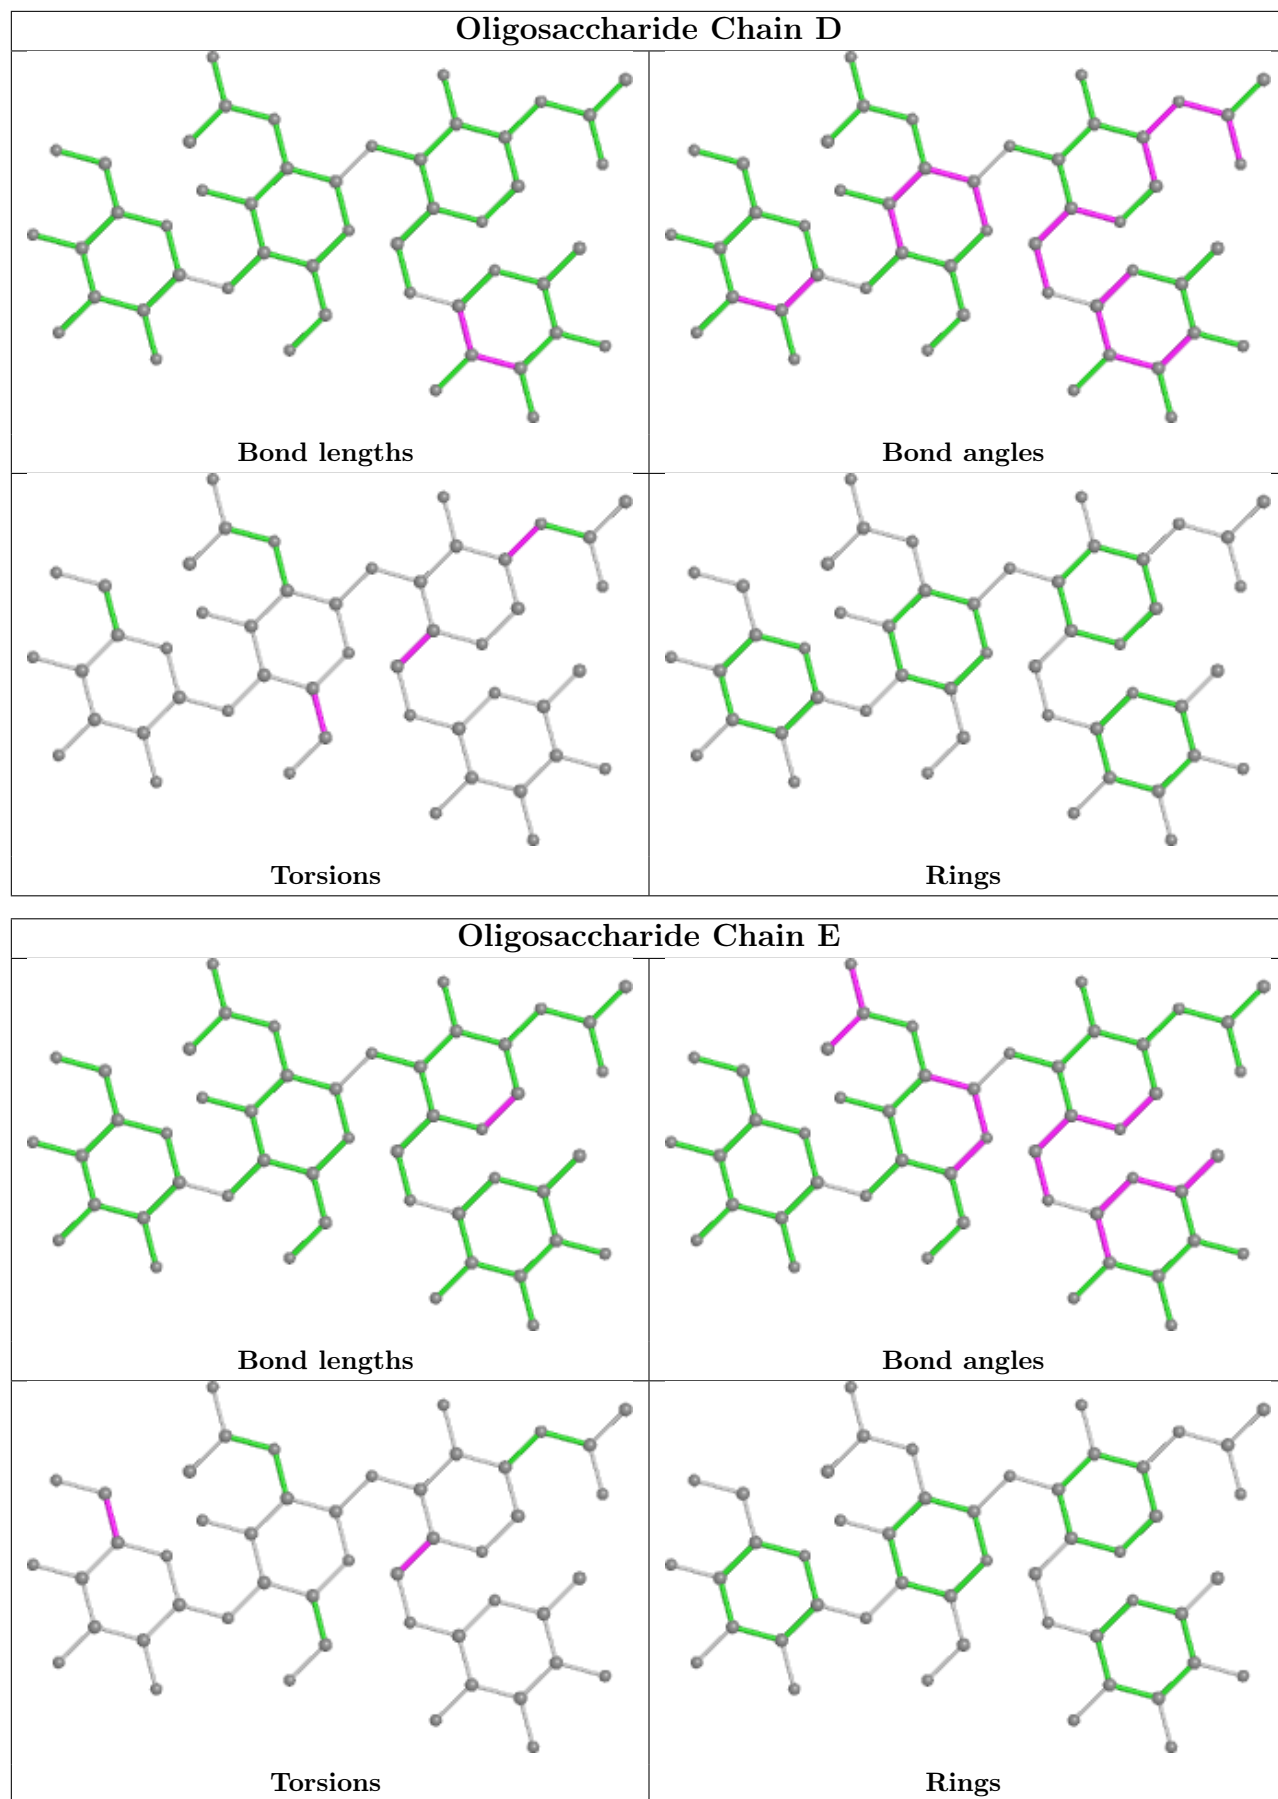 Oligosaccharide Chain D
Bond lengths
Bond angles
Torsions
Rings
Oligosaccharide Chain E
Bond lengths
Bond angles
Torsions
Rings